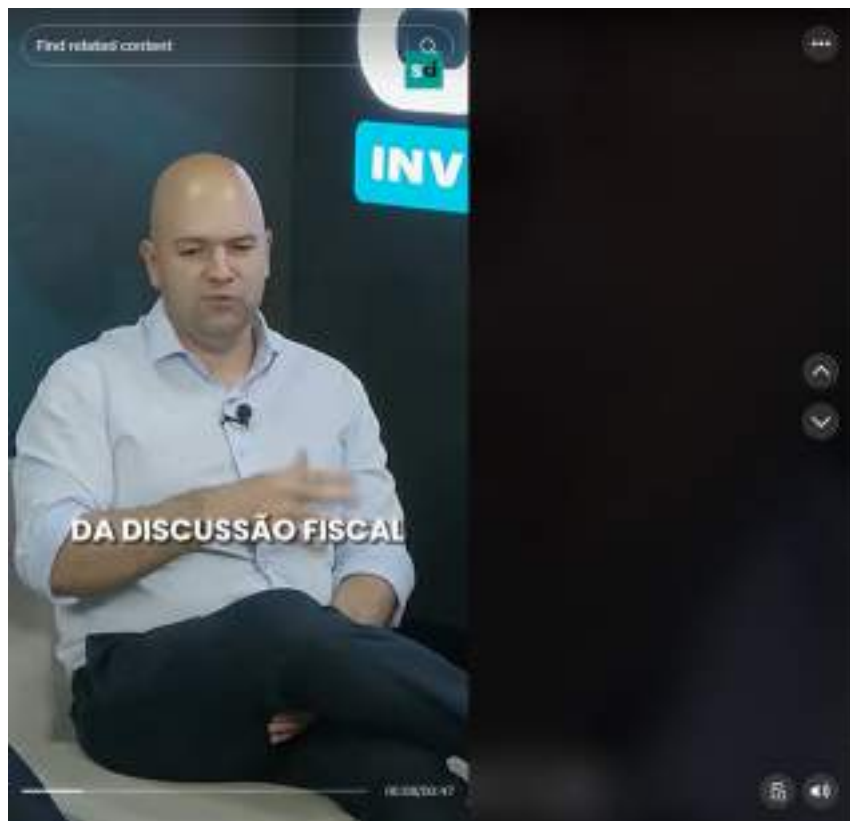 Find related content
sd
INV
DA DISCUSSÃO FISCAL